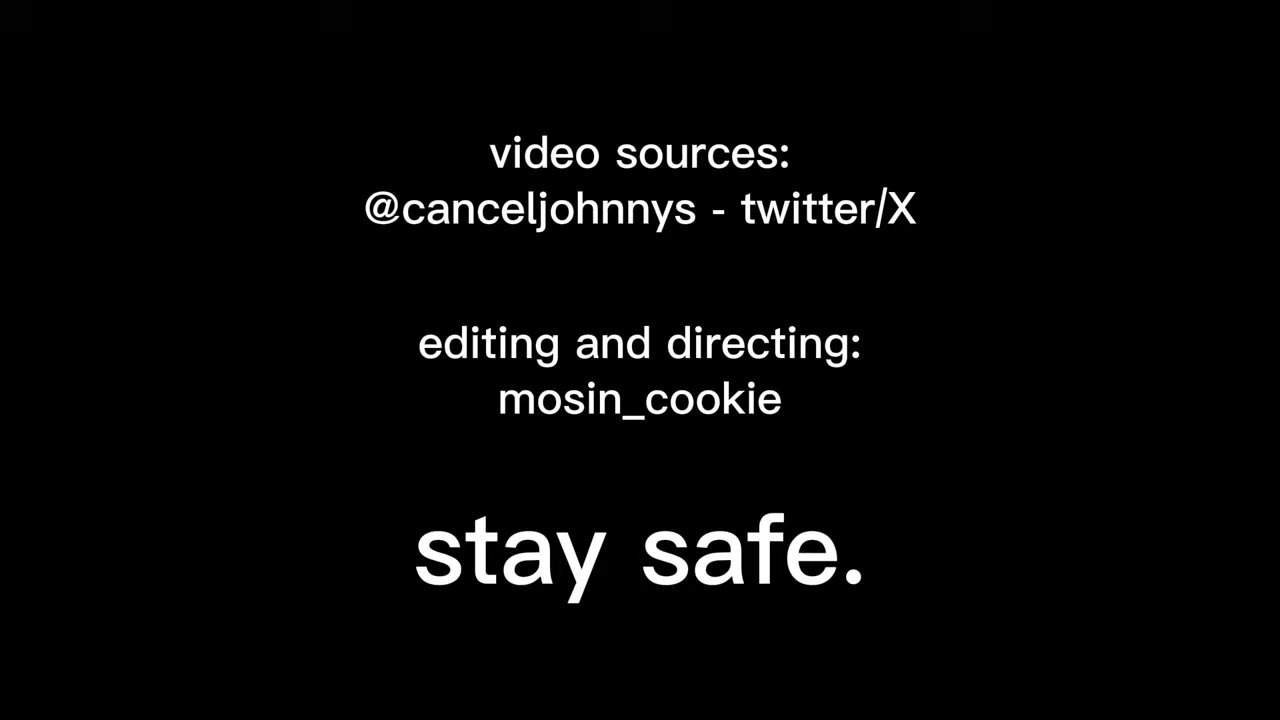 video sources:
@canceljohnnys - twitter/X
editing and directing:
mosin_cookie
stay safe.